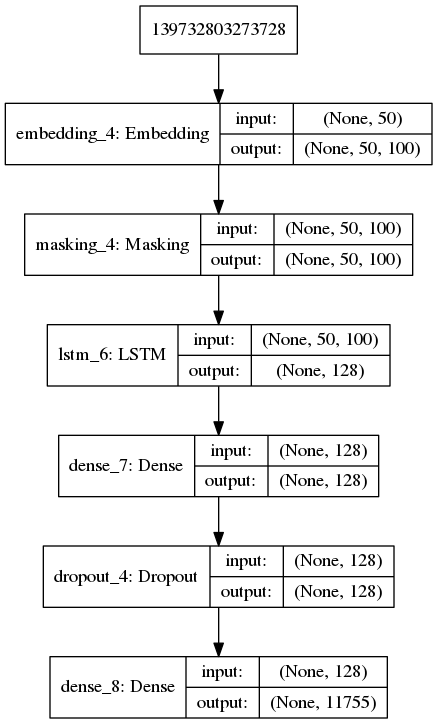 139732803273728
embedding_4: Embedding
input: (None, 50)
output: (None, 50, 100)
masking_4: Masking
input: (None, 50, 100)
output: (None, 50, 100)
lstm_6: LSTM
input: (None, 50, 100)
output: (None, 128)
dense_7: Dense
input: (None, 128)
output: (None, 128)
dropout_4: Dropout
input: (None, 128)
output: (None, 128)
dense_8: Dense
input: (None, 128)
output: (None, 11755)